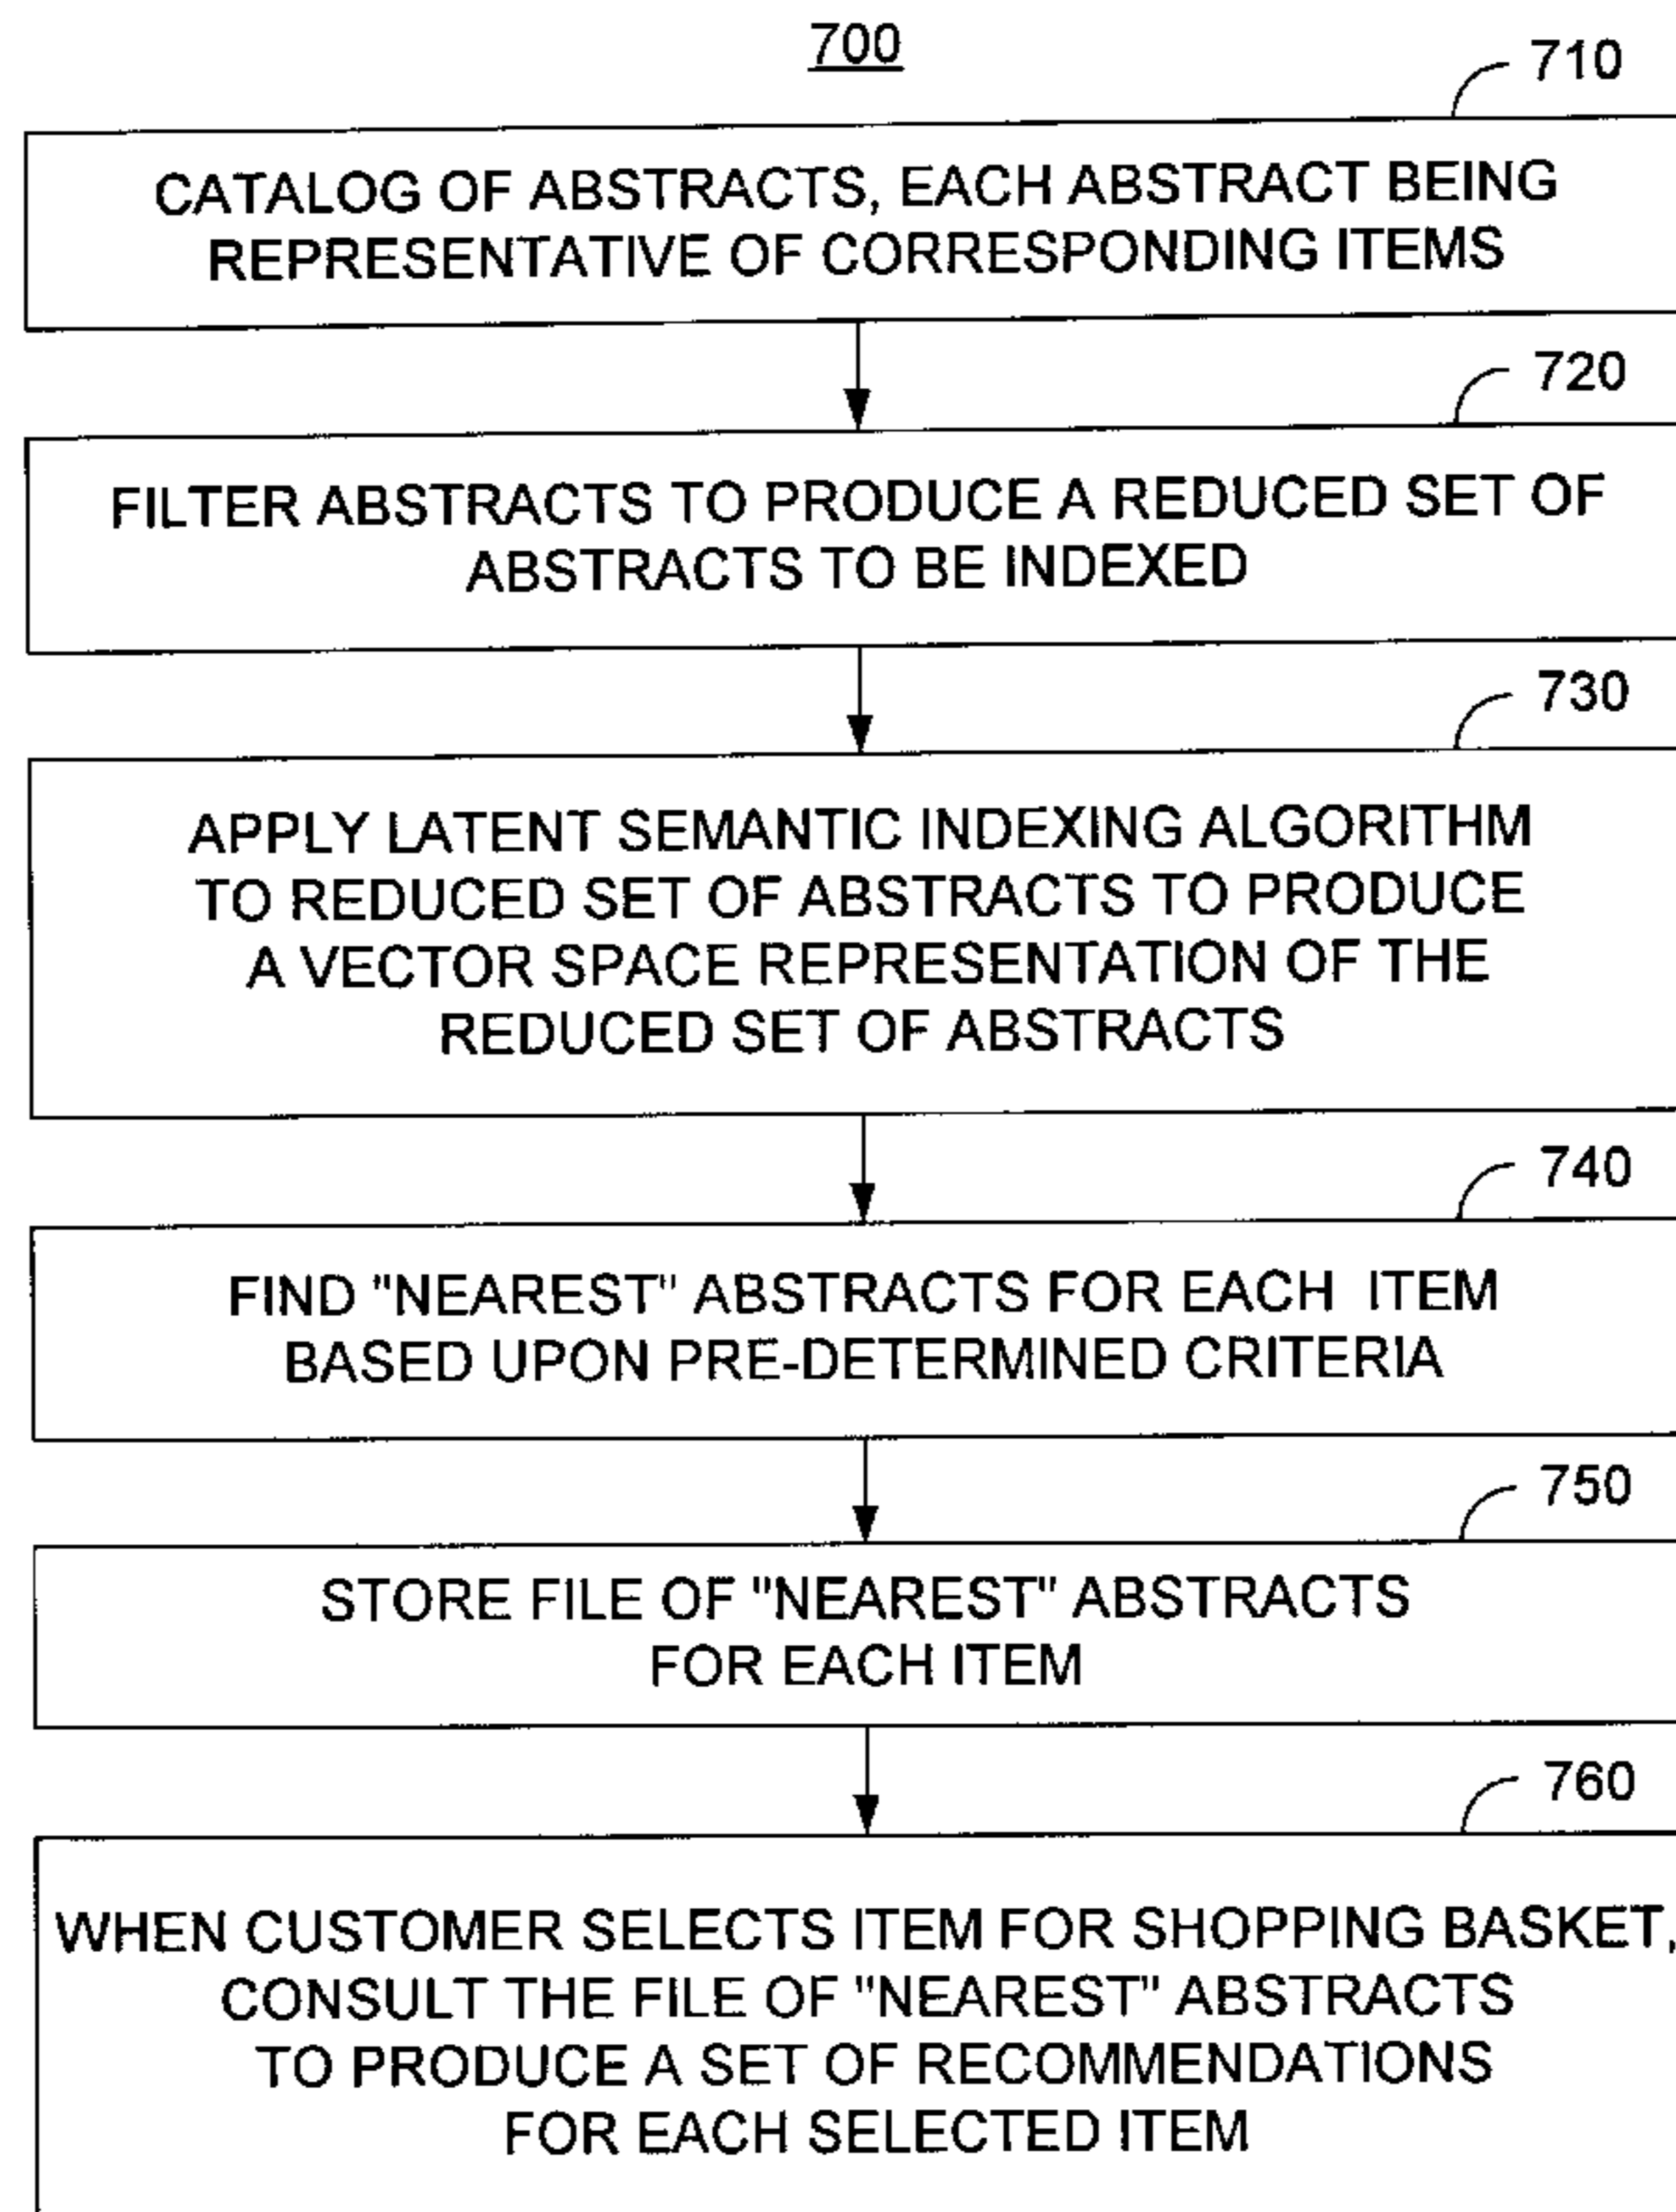 700
710
CATALOG OF ABSTRACTS, EACH ABSTRACT BEING
REPRESENTATIVE OF CORRESPONDING ITEMS
720
FILTER ABSTRACTS TO PRODUCE A REDUCED SET OF
ABSTRACTS TO BE INDEXED
730
APPLY LATENT SEMANTIC INDEXING ALGORITHM
TO REDUCED SET OF ABSTRACTS TO PRODUCE
A VECTOR SPACE REPRESENTATION OF THE
REDUCED SET OF ABSTRACTS
740
FIND "NEAREST" ABSTRACTS FOR EACH ITEM
BASED UPON PRE-DETERMINED CRITERIA
750
STORE FILE OF "NEAREST" ABSTRACTS
FOR EACH ITEM
760
WHEN CUSTOMER SELECTS ITEM FOR SHOPPING BASKET,
CONSULT THE FILE OF "NEAREST" ABSTRACTS
TO PRODUCE A SET OF RECOMMENDATIONS
FOR EACH SELECTED ITEM